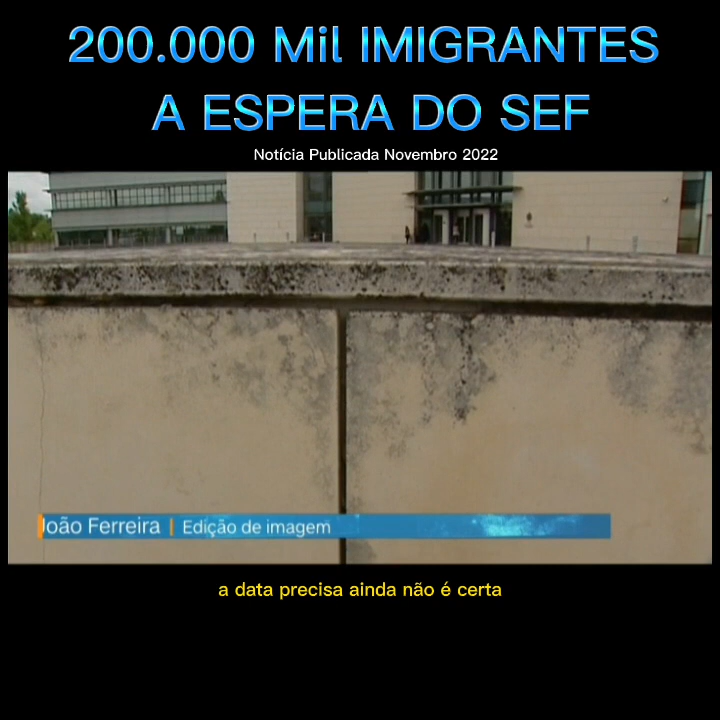 200.000 Mil IMIGRANTES
A ESPERA DO SEF
Notícia Publicada Novembro 2022
João Ferreira | Edição de imagem
a data precisa ainda não é certa